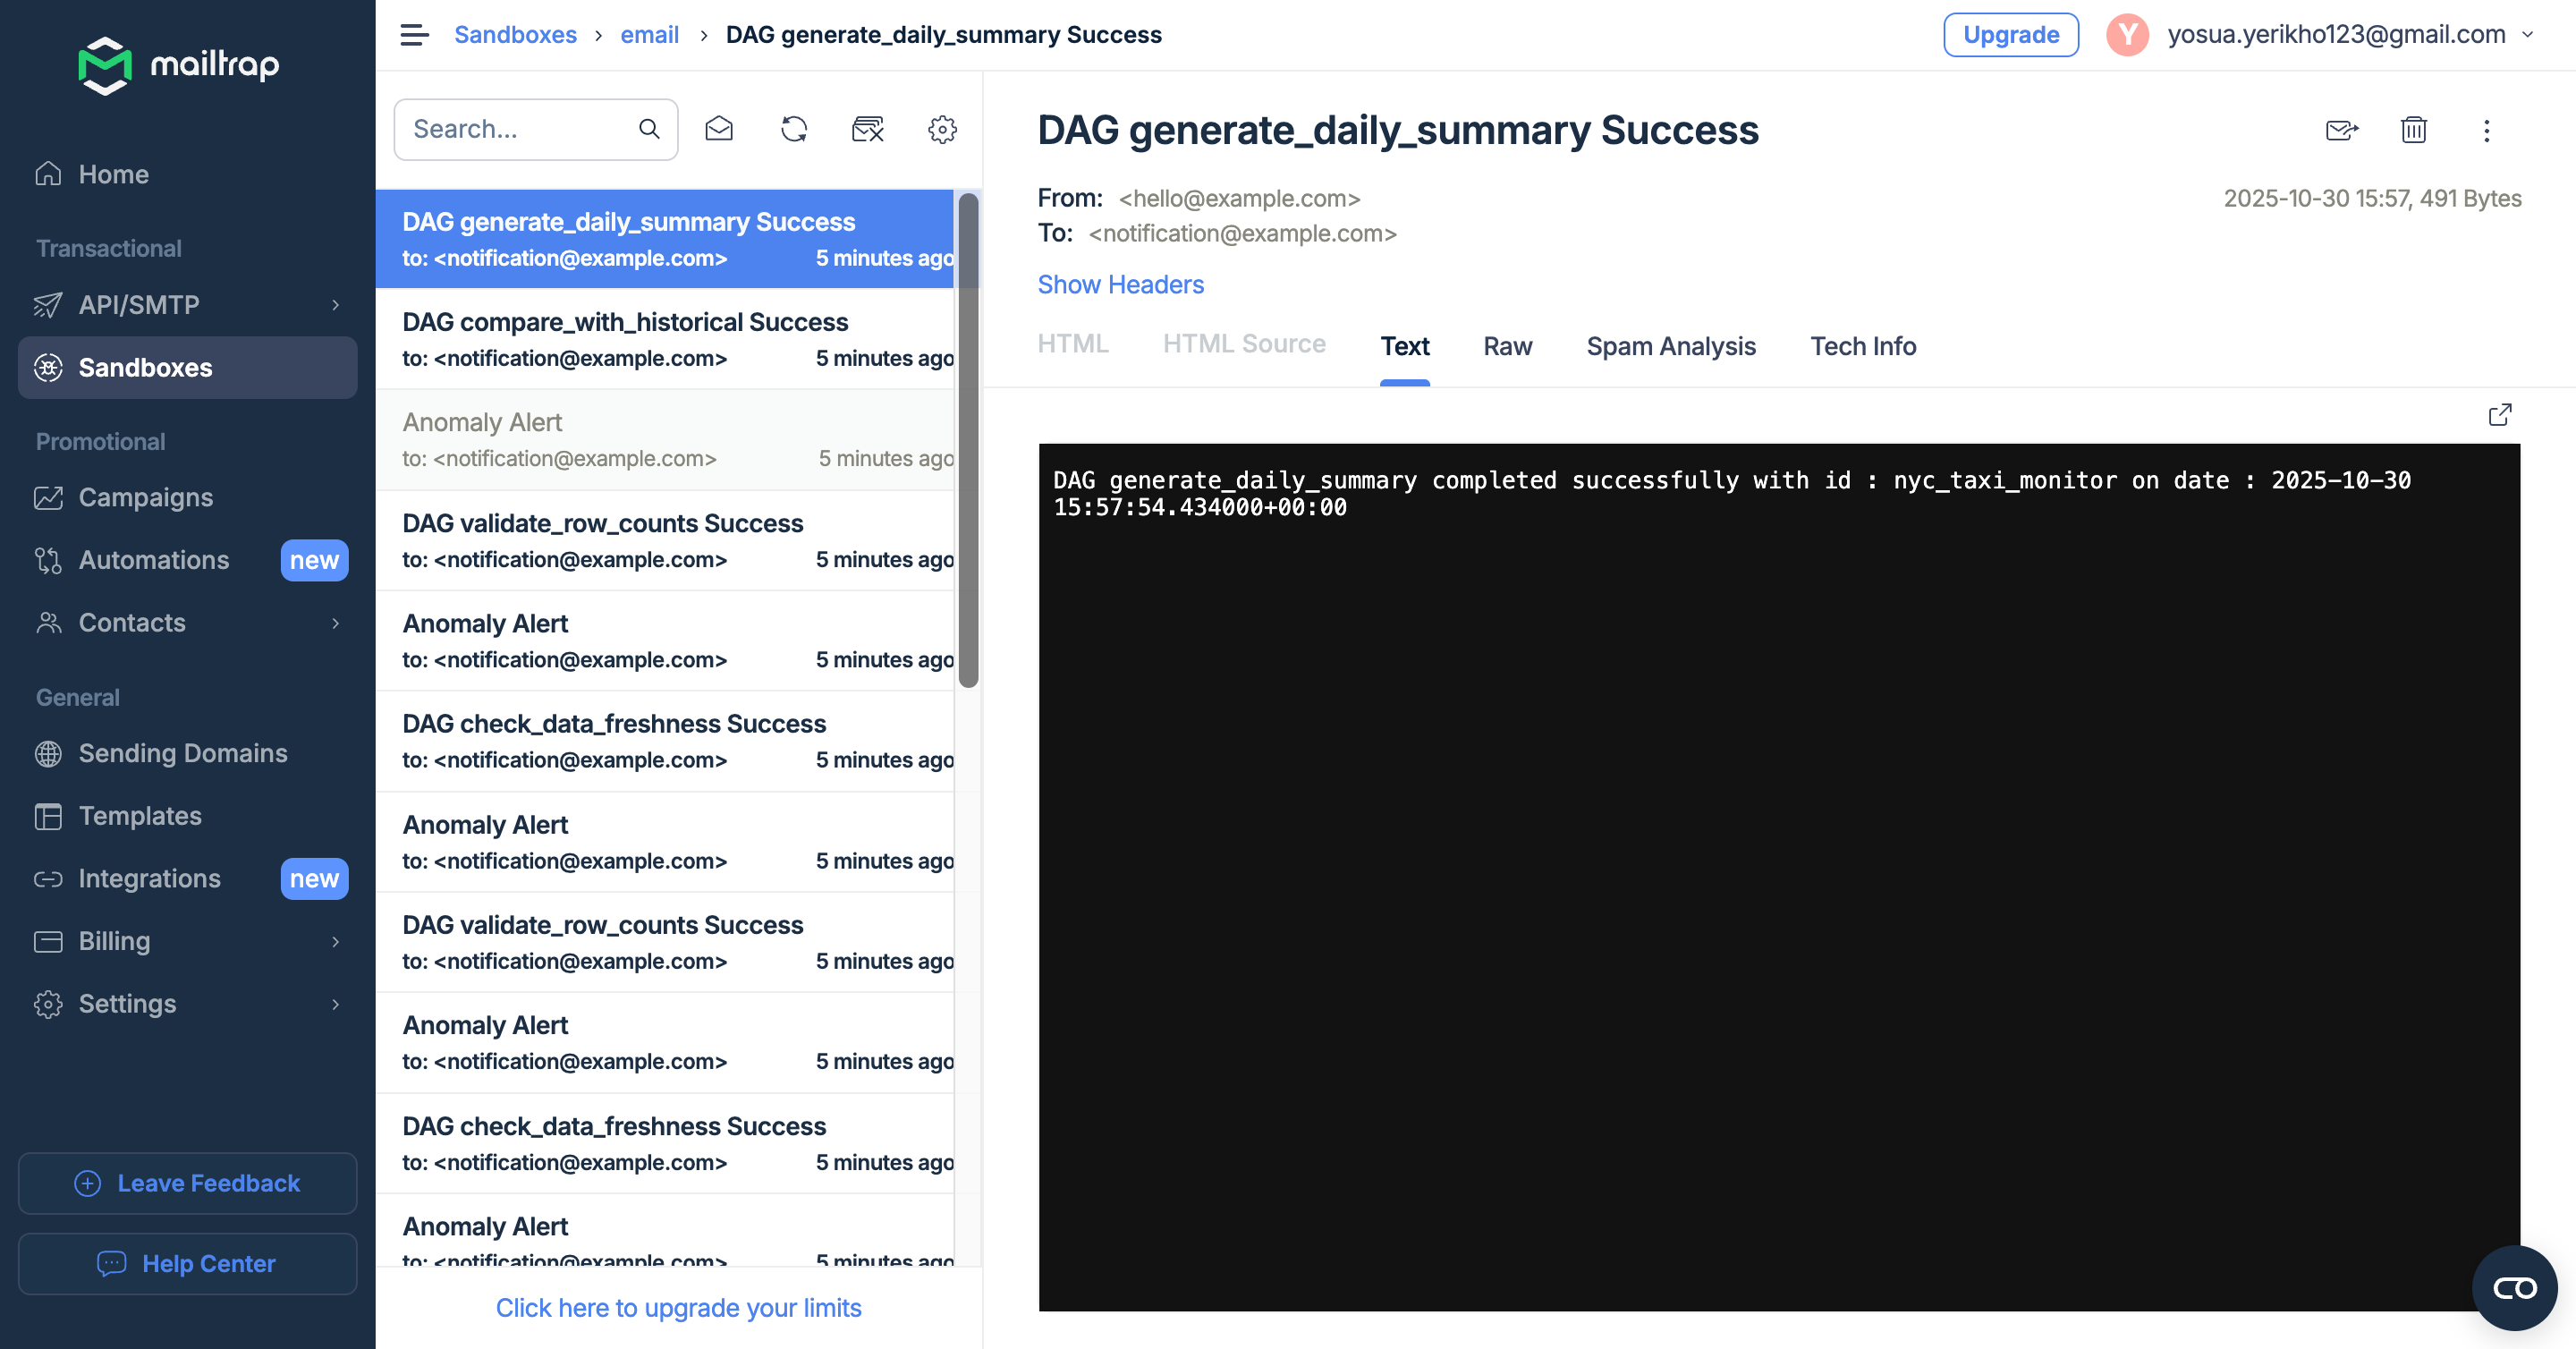 mailtrap
Home
Transactional
API/SMTP
Sandboxes
Promotional
Campaigns
Automations new
Contacts
General
Sending Domains
Templates
Integrations new
Billing
Settings
Leave Feedback
Help Center
Sandboxes › email › DAG generate_daily_summary Success
Upgrade
Y yosua.yerikho123@gmail.com
Search...
DAG generate_daily_summary Success
to: <notification@example.com> 5 minutes ago
DAG compare_with_historical Success
to: <notification@example.com> 5 minutes ago
Anomaly Alert
to: <notification@example.com> 5 minutes ago
DAG validate_row_counts Success
to: <notification@example.com> 5 minutes ago
Anomaly Alert
to: <notification@example.com> 5 minutes ago
DAG check_data_freshness Success
to: <notification@example.com> 5 minutes ago
Anomaly Alert
to: <notification@example.com> 5 minutes ago
DAG validate_row_counts Success
to: <notification@example.com> 5 minutes ago
Anomaly Alert
to: <notification@example.com> 5 minutes ago
DAG check_data_freshness Success
to: <notification@example.com> 5 minutes ago
Anomaly Alert
to: <notification@example.com> 5 minutes ago
Click here to upgrade your limits
DAG generate_daily_summary Success
From: <hello@example.com>
2025-10-30 15:57, 491 Bytes
To: <notification@example.com>
Show Headers
HTML HTML Source Text Raw Spam Analysis Tech Info
DAG generate_daily_summary completed successfully with id : nyc_taxi_monitor on date : 2025-10-30
15:57:54.434000+00:00